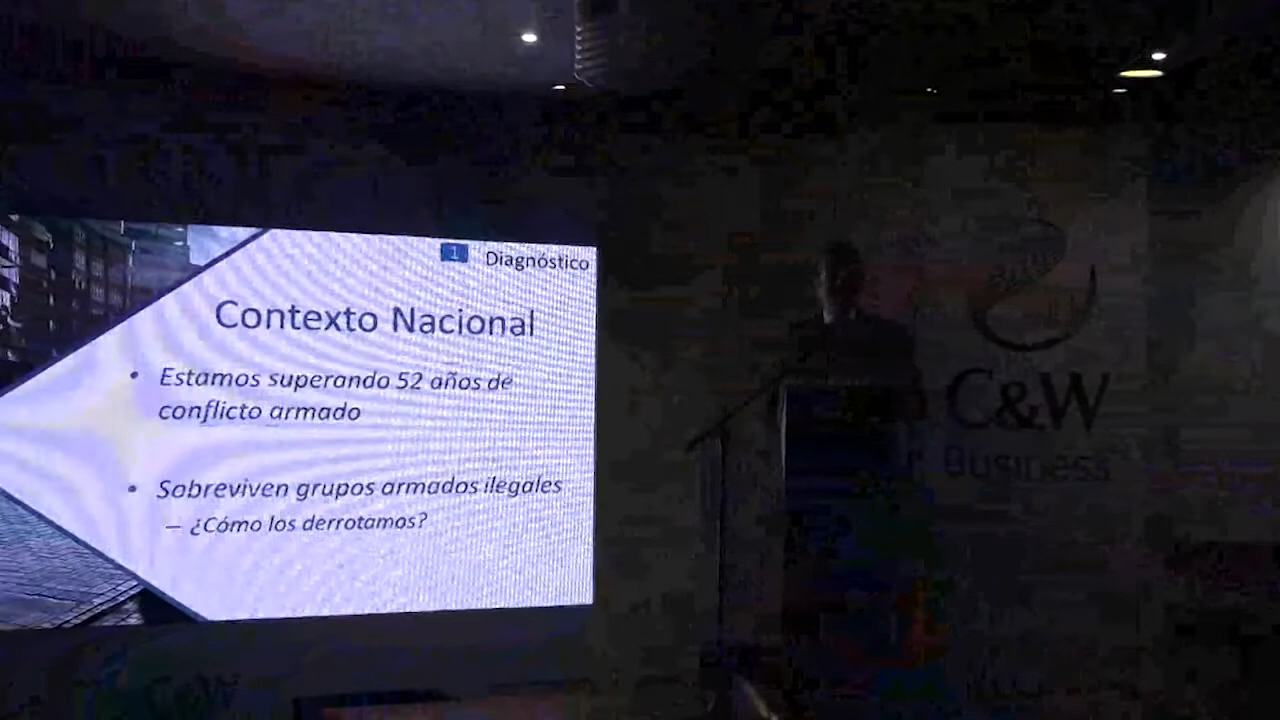 1 Diagnóstico
Contexto Nacional
• Estamos superando 52 años de
conflicto armado
• Sobreviven grupos armados ilegales
– ¿Cómo los derrotamos?
C&W
Business